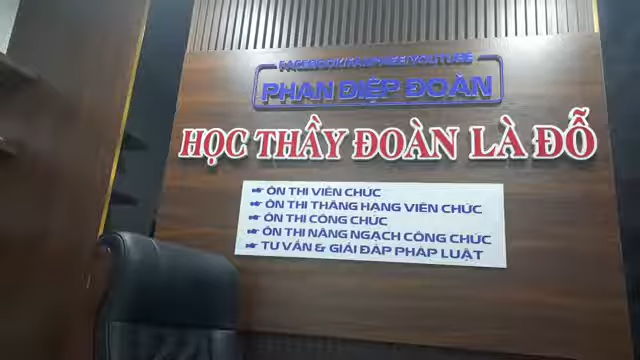 FACEBOOK/FANPAGE/YOUTUBE
PHAN ĐIỆP ĐOÀN
HỌC THẦY ĐOÀN LÀ ĐỖ
☛ ÔN THI VIÊN CHỨC
☛ ÔN THI THĂNG HẠNG VIÊN CHỨC
☛ ÔN THI CÔNG CHỨC
☛ ÔN THI NÂNG NGẠCH CÔNG CHỨC
☛ TƯ VẤN & GIẢI ĐÁP PHÁP LUẬT